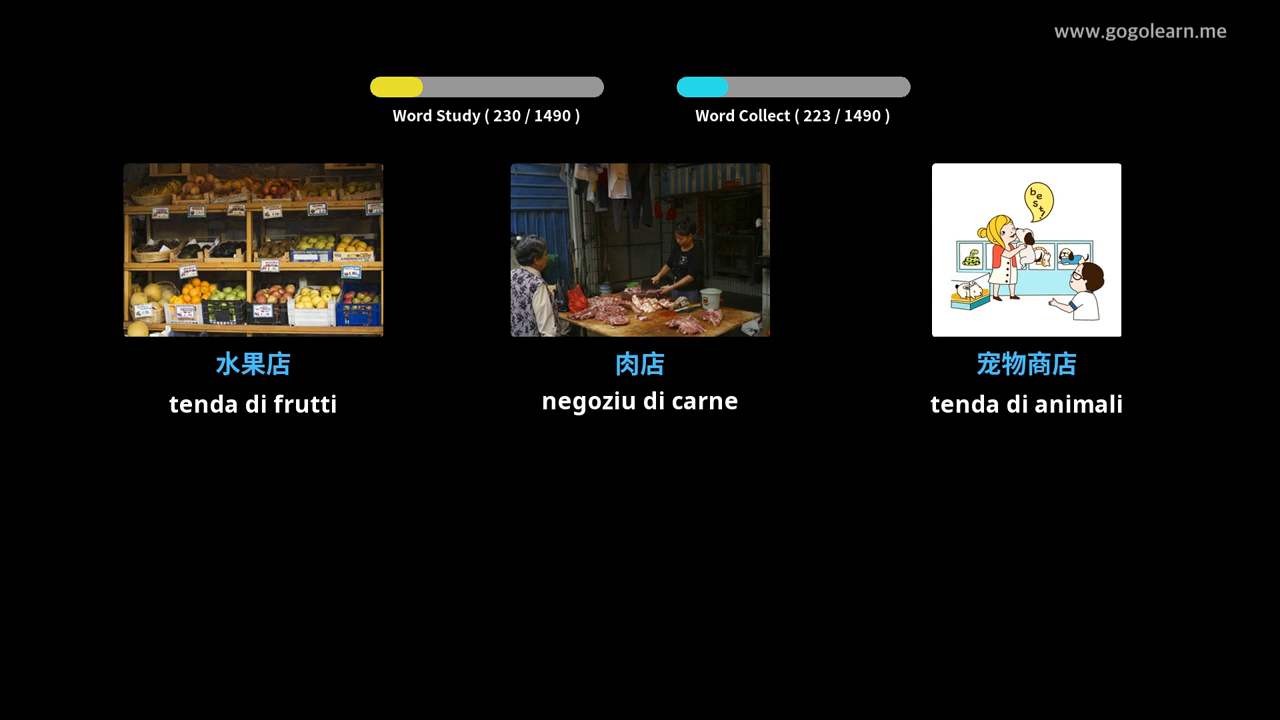 www.gogolearn.me
Word Study ( 230 / 1490 )
Word Collect ( 223 / 1490 )
best
水果店
肉店
宠物商店
tenda di frutti
negoziu di carne
tenda di animali